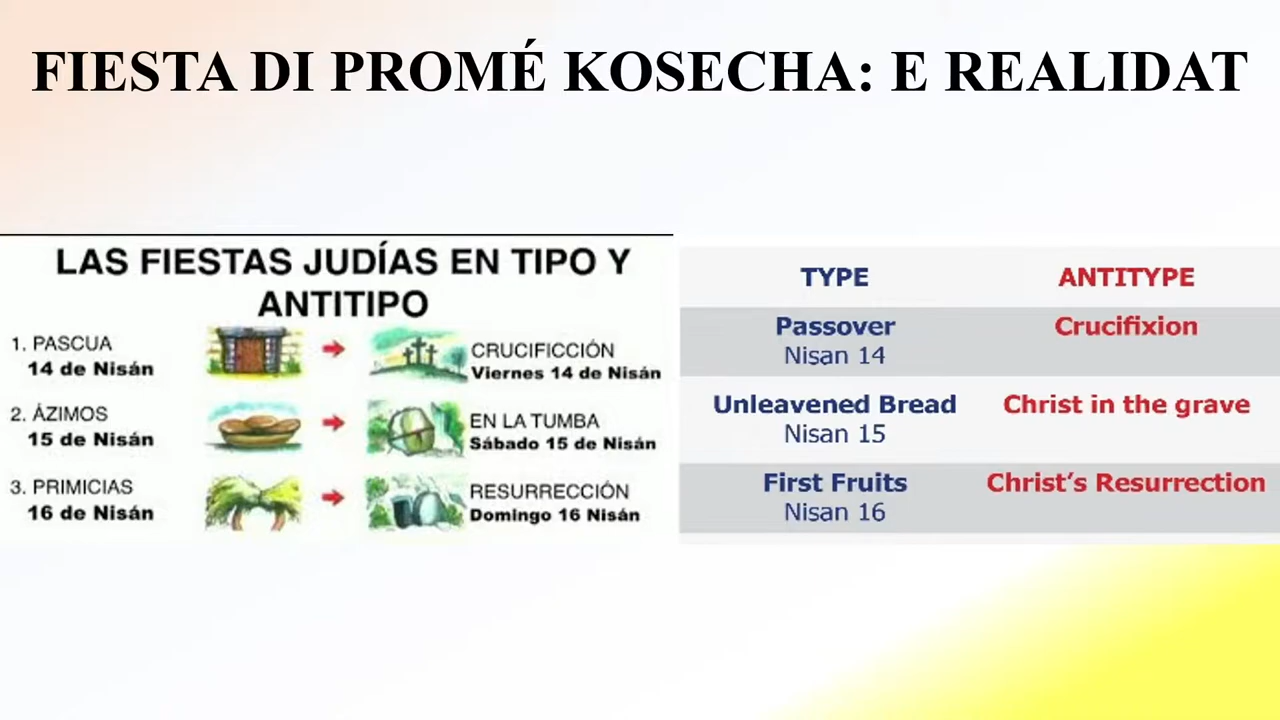 FIESTA DI PROMÉ KOSECHA: E REALIDAT
LAS FIESTAS JUDÍAS EN TIPO Y
ANTITIPO
1. PASCUA
14 de Nisán
CRUCIFICCIÓN
Viernes 14 de Nisán
2. ÁZIMOS
15 de Nisán
EN LA TUMBA
Sábado 15 de Nisán
3. PRIMICIAS
16 de Nisán
RESURRECCIÓN
Domingo 16 Nisán
TYPE
ANTITYPE
Passover
Crucifixion
Nisan 14
Unleavened Bread
Christ in the grave
Nisan 15
First Fruits
Christ's Resurrection
Nisan 16